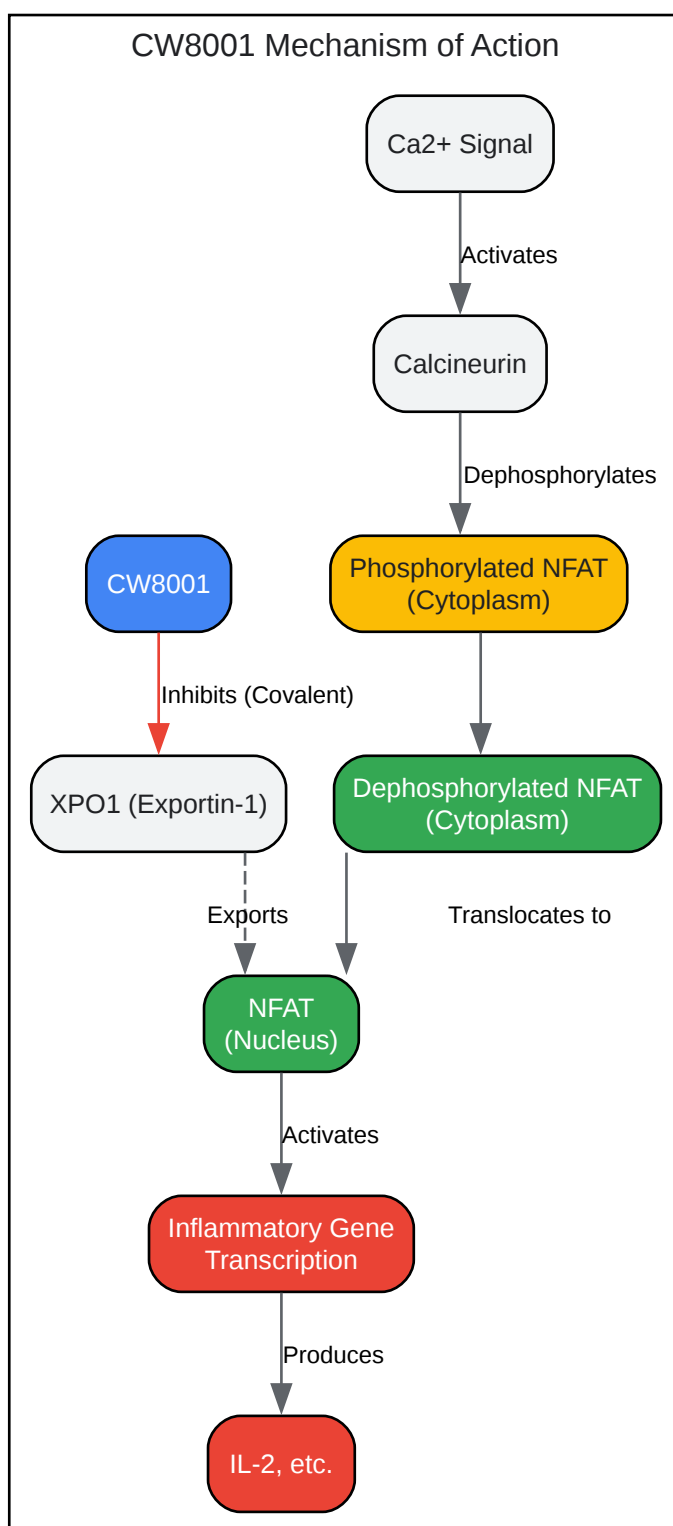 CW8001 Mechanism of Action
Ca2+ Signal
Activates
Calcineurin
Dephosphorylates
CW8001
Phosphorylated NFAT
(Cytoplasm)
Inhibits (Covalent)
XPO1 (Exportin-1)
Dephosphorylated NFAT
(Cytoplasm)
Exports
Translocates to
NFAT
(Nucleus)
Activates
Inflammatory Gene
Transcription
Produces
IL-2, etc.